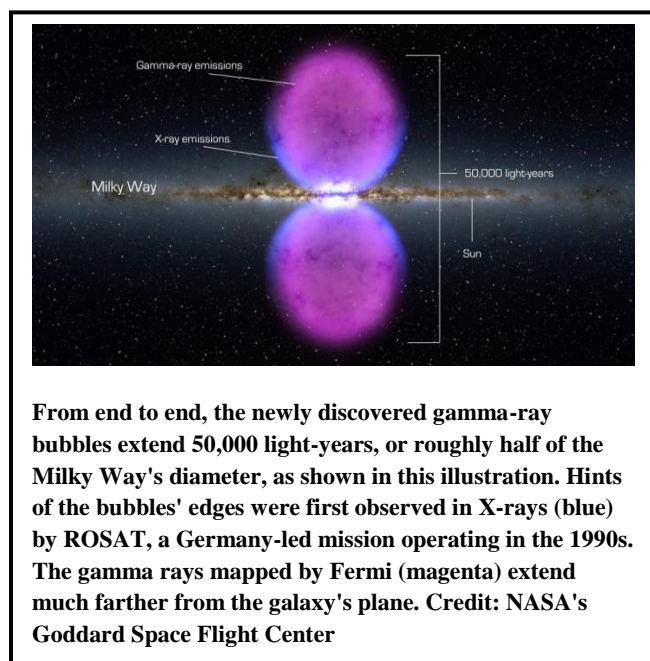 Gamma-ray emissions
X-ray emissions
Milky Way
50,000 light-years
Sun
From end to end, the newly discovered gamma-ray
bubbles extend 50,000 light-years, or roughly half of the
Milky Way's diameter, as shown in this illustration. Hints
of the bubbles' edges were first observed in X-rays (blue)
by ROSAT, a Germany-led mission operating in the 1990s.
The gamma rays mapped by Fermi (magenta) extend
much farther from the galaxy's plane. Credit: NASA's
Goddard Space Flight Center